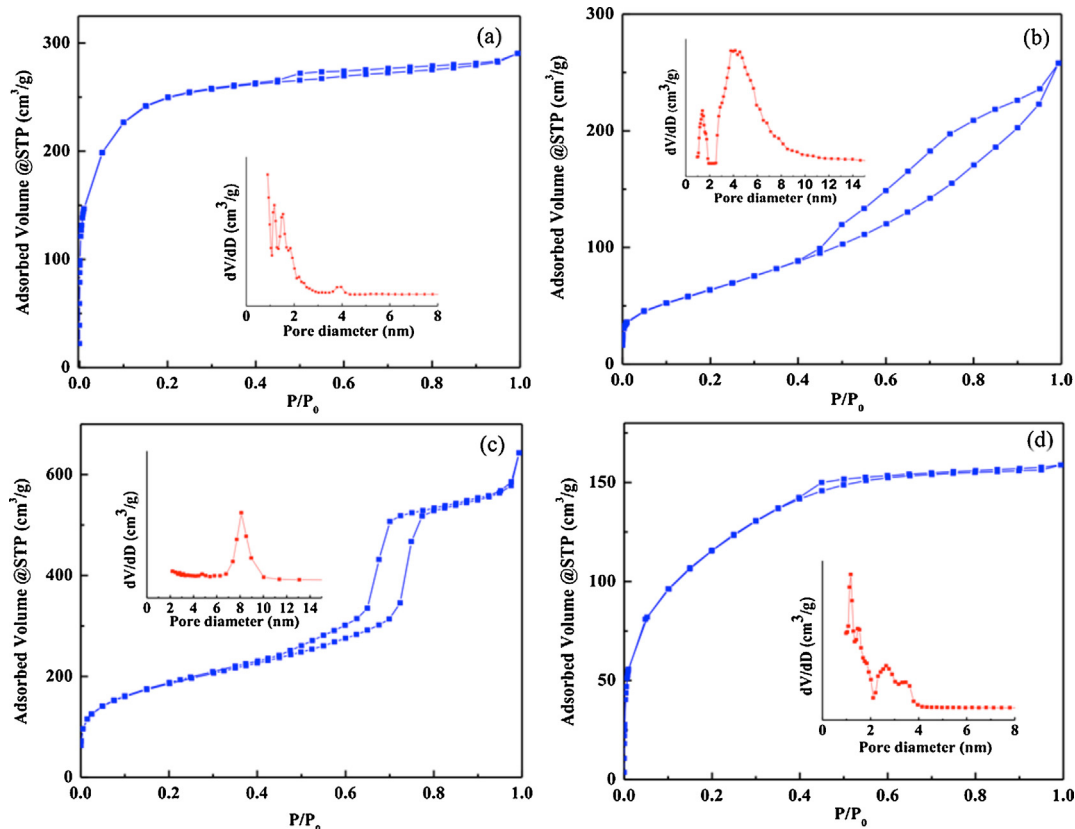 (a)
Adsorbed Volume @STP (cm³/g)
300
200
100
0
0.0 0.2 0.4 0.6 0.8 1.0
P/P₀
dV/dD (cm³/g)
0 2 4 6 8
Pore diameter (nm)
(b)
Adsorbed Volume @STP (cm³/g)
300
200
100
0
0.0 0.2 0.4 0.6 0.8 1.0
P/P₀
dV/dD (cm³/g)
0 2 4 6 8 10 12 14
Pore diameter (nm)
(c)
Adsorbed Volume @STP (cm³/g)
600
400
200
0
0.0 0.2 0.4 0.6 0.8 1.0
P/P₀
dV/dD (cm³/g)
0 2 4 6 8 10 12 14
Pore diameter (nm)
(d)
Adsorbed Volume @STP (cm³/g)
150
100
50
0
0.0 0.2 0.4 0.6 0.8 1.0
P/P₀
dV/dD (cm³/g)
0 2 4 6 8
Pore diameter (nm)